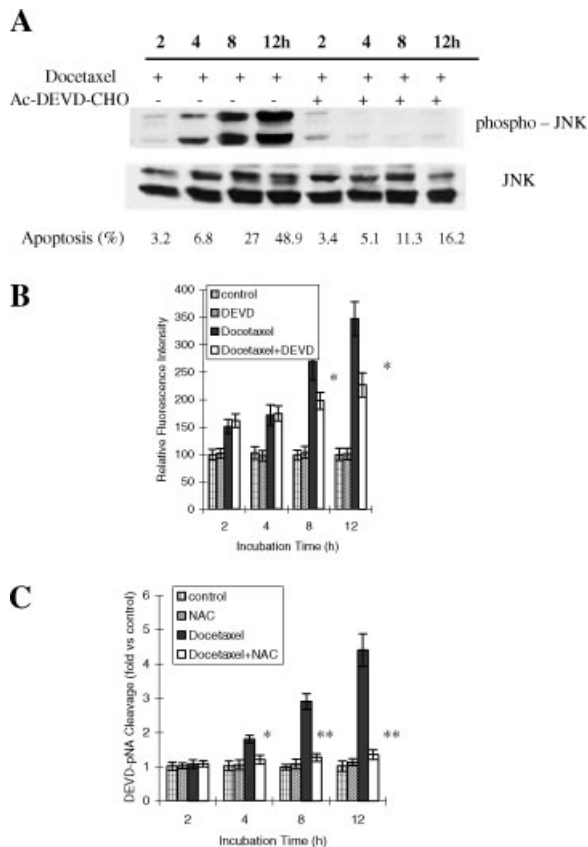 A
2 4 8 12h 2 4 8 12h
Docetaxel + + + + + + + +
Ac-DEVD-CHO - - - - + + + +
phospho – JNK
JNK
Apoptosis (%) 3.2 6.8 27 48.9 3.4 5.1 11.3 16.2
B
400
350
300
250
200
150
100
50
0
Relative Fluorescence Intensity
control
DEVD
Docetaxel
Docetaxel+DEVD
* *
2 4 8 12
Incubation Time (h)
C
6
5
4
3
2
1
0
DEVD-pNA Cleavage (fold vs control)
control
NAC
Docetaxel
Docetaxel+NAC
* ** **
2 4 8 12
Incubation Time (h)